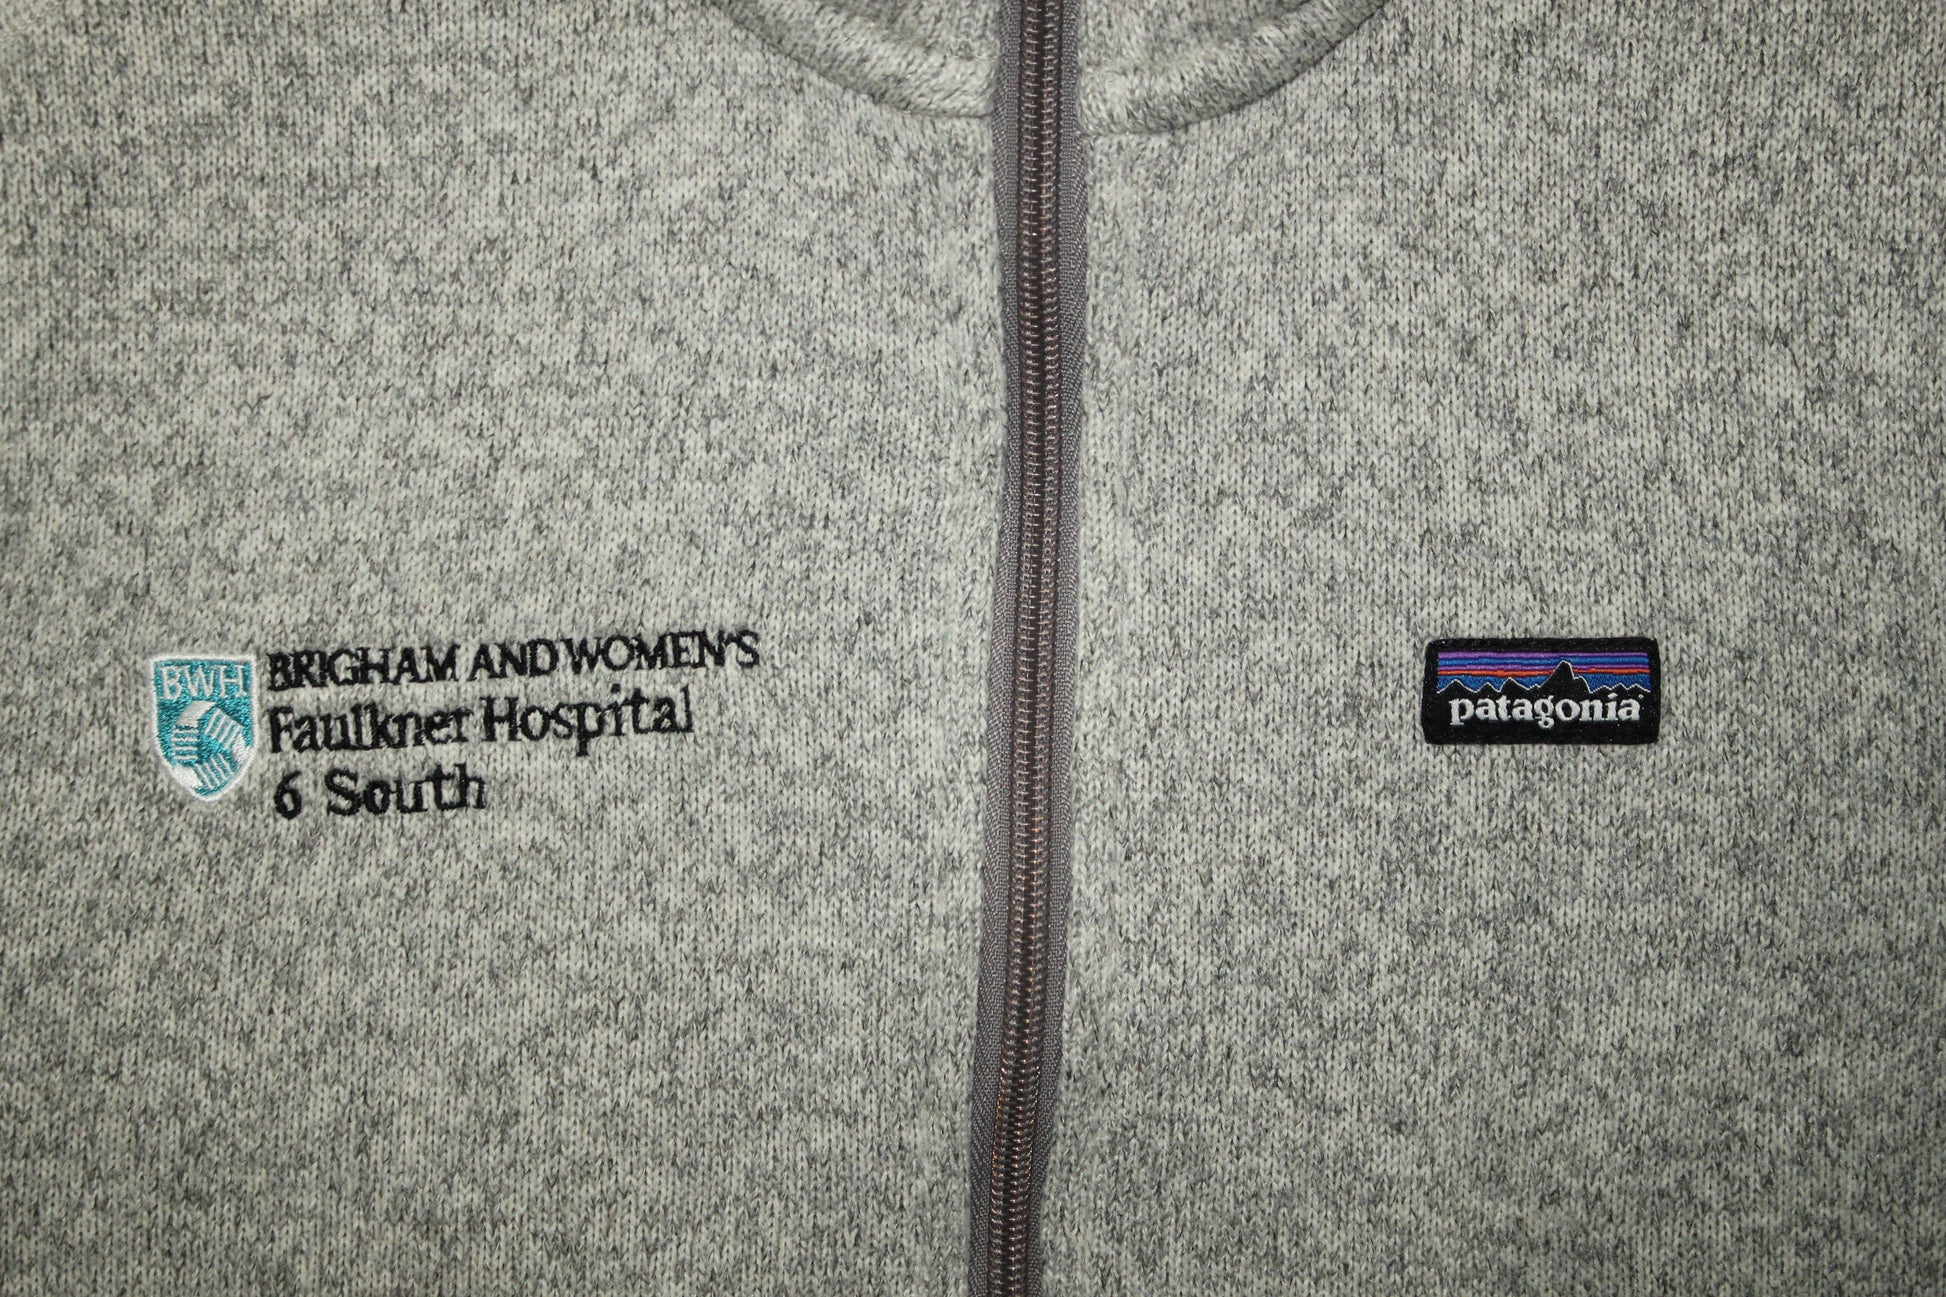 BWH
BRIGHAM AND WOMEN'S
Faulkner Hospital
6 South
patagonia